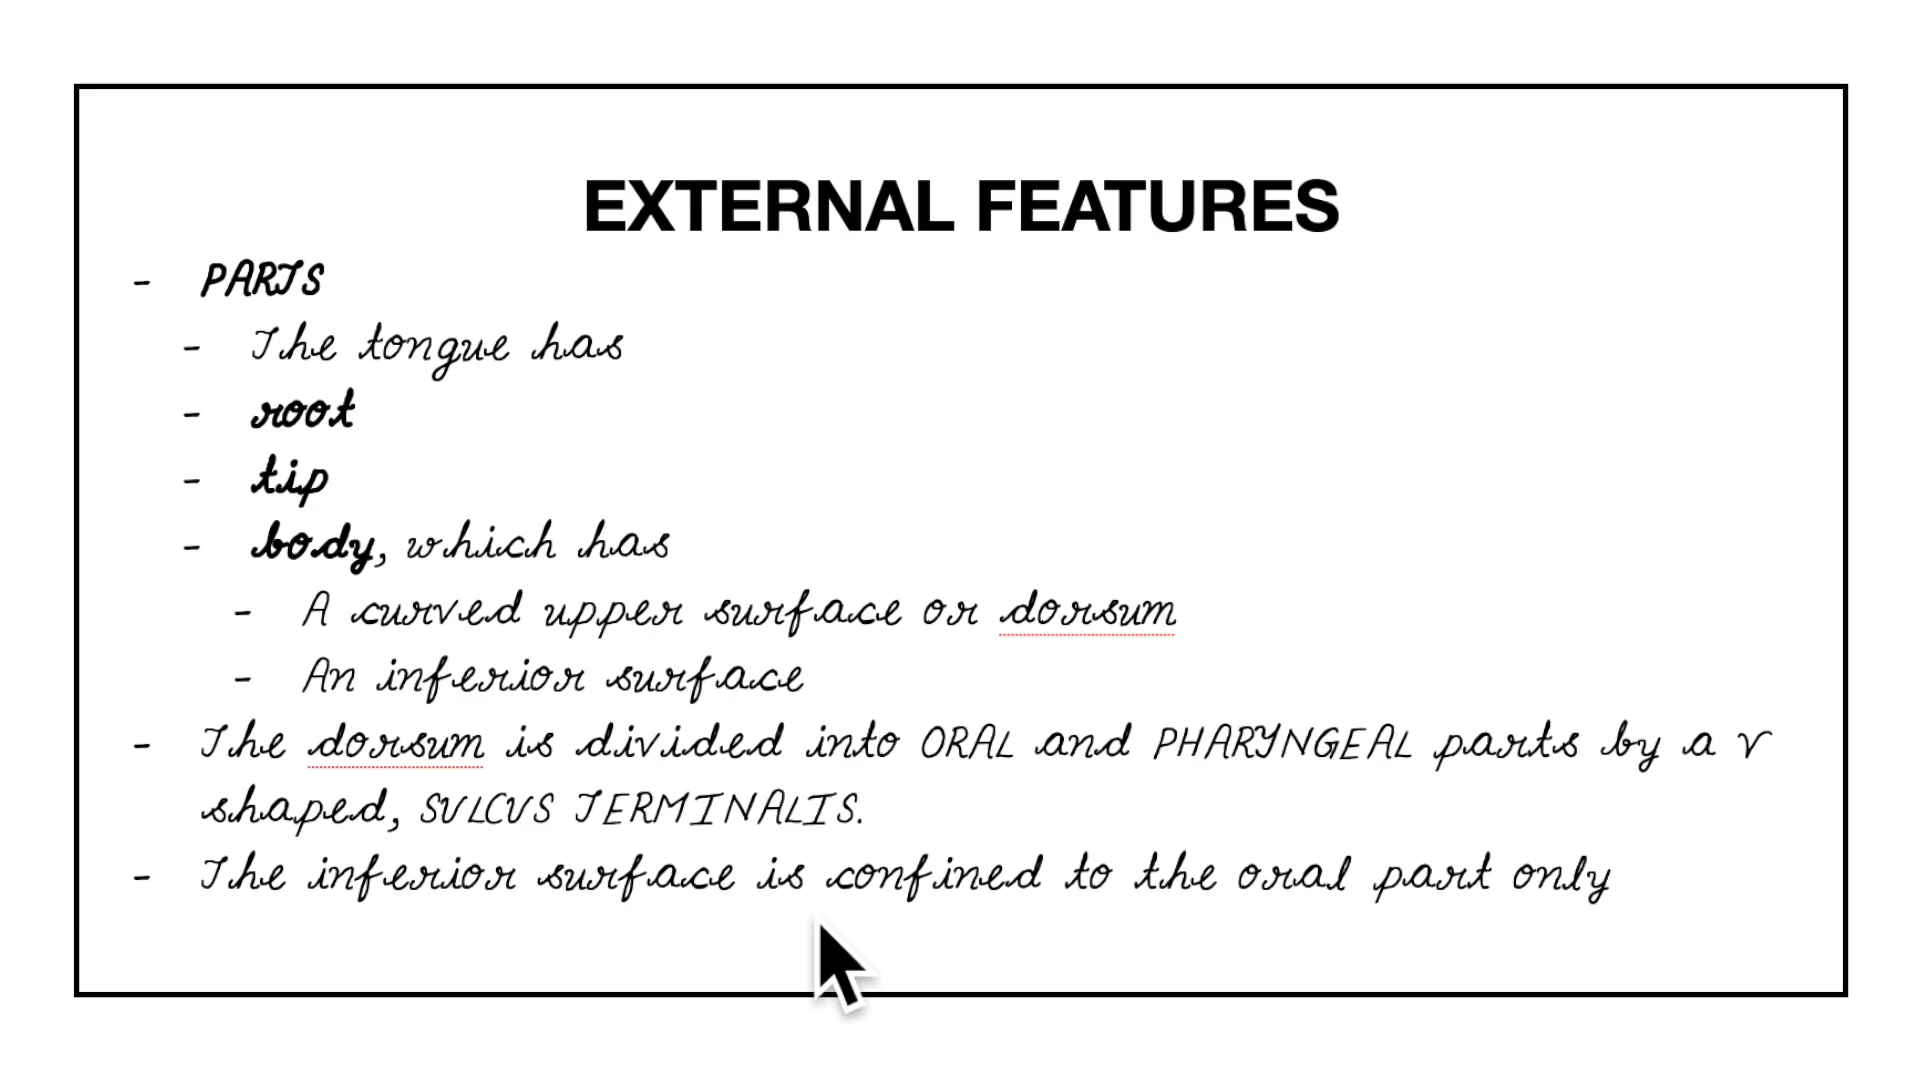 EXTERNAL FEATURES
- PARTS
- The tongue has
- root
- tip
- body, which has
- A curved upper surface or dorsum
- An inferior surface
- The dorsum is divided into ORAL and PHARYNGEAL parts by a V
shaped, SULCUS TERMINALIS.
- The inferior surface is confined to the oral part only